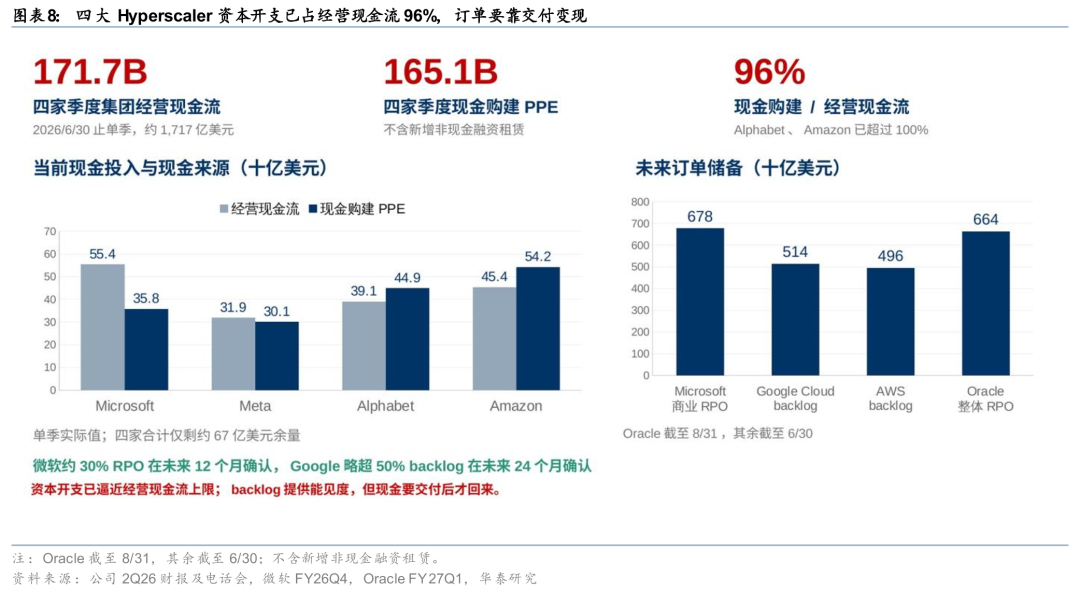 图表8: 四大 Hyperscaler 资本开支已占经营现金流 96%, 订单要靠交付变现
171.7B
四家季度集团经营现金流
2026/6/30 止单季,约 1,717 亿美元
165.1B
四家季度现金购建 PPE
不含新增非现金融资租赁
96%
现金购建 / 经营现金流
Alphabet 、 Amazon 已超过 100%
当前现金投入与现金来源(十亿美元)
经营现金流 现金购建 PPE
70
60
50
40
30
20
10
0
55.4
35.8
31.9
30.1
39.1
44.9
45.4
54.2
Microsoft
Meta
Alphabet
Amazon
单季实际值;四家合计仅剩约 67 亿美元余量
未来订单储备(十亿美元)
800
700
600
500
400
300
200
100
0
678
514
496
664
Microsoft
商业 RPO
Google Cloud
backlog
AWS
backlog
Oracle
整体 RPO
Oracle 截至 8/31 ,其余截至 6/30
微软约 30% RPO 在未来 12 个月确认, Google 略超 50% backlog 在未来 24 个月确认
资本开支已逼近经营现金流上限; backlog 提供能见度,但现金要交付后才回来。
注: Oracle 截至 8/31, 其余截至 6/30; 不含新增非现金融资租赁。
资料来源: 公司 2Q26 财报及电话会, 微软 FY26Q4, Oracle FY27Q1, 华泰研究